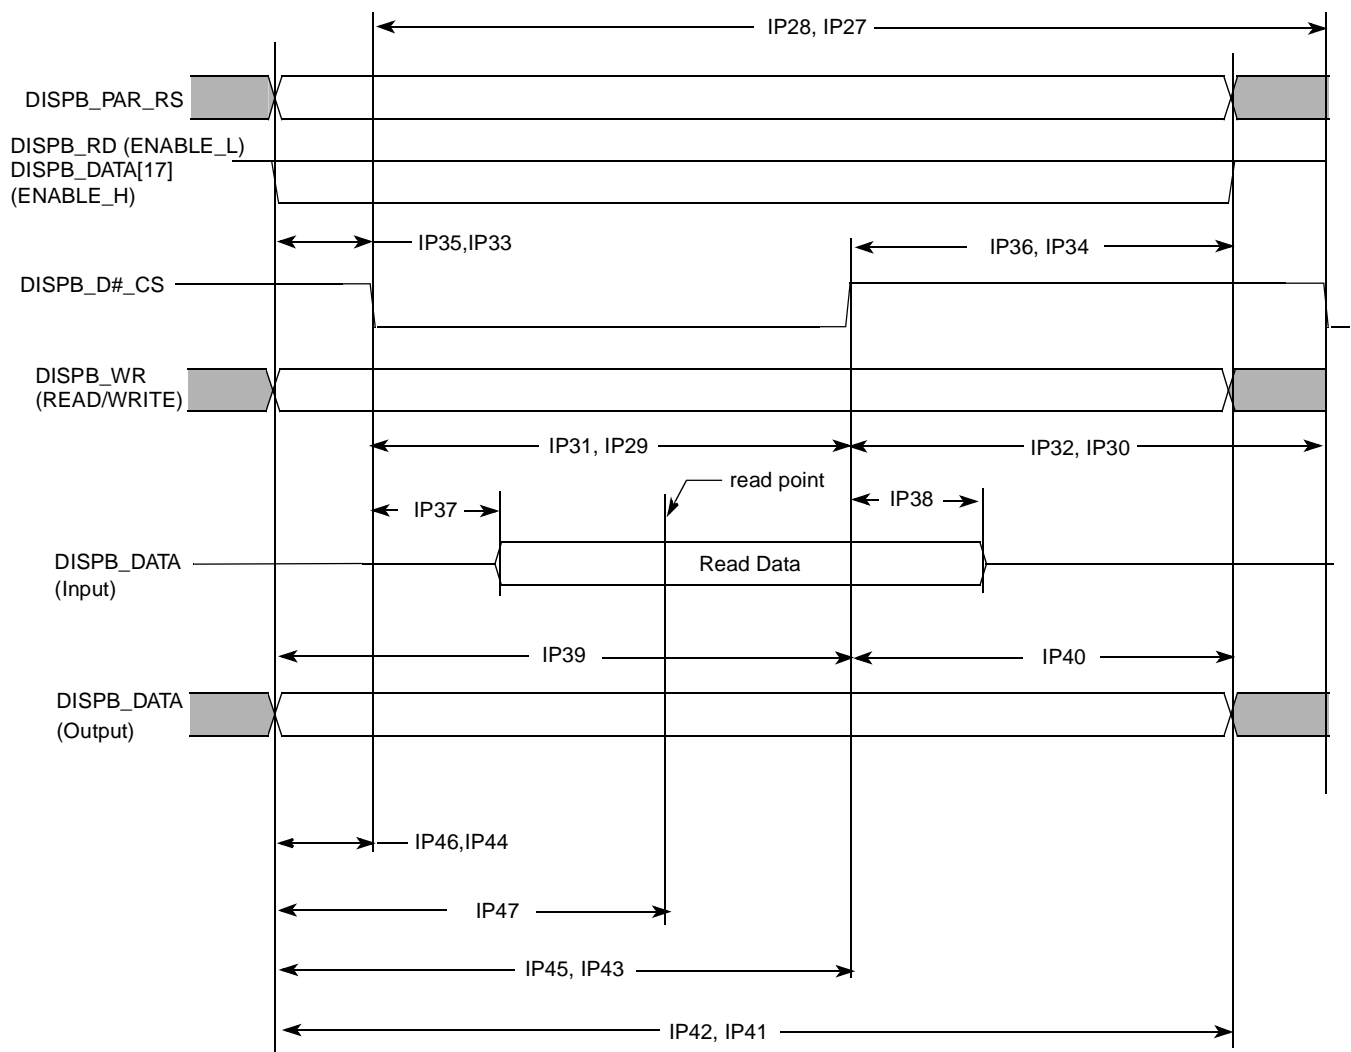 IP28, IP27
DISPB_PAR_RS
DISPB_RD (ENABLE_L)
DISPB_DATA[17]
(ENABLE_H)
IP35,IP33
IP36, IP34
DISPB_D#_CS
DISPB_WR
(READ/WRITE)
IP31, IP29
IP32, IP30
read point
IP37
IP38
DISPB_DATA
(Input)
Read Data
IP39
IP40
DISPB_DATA
(Output)
IP46,IP44
IP47
IP45, IP43
IP42, IP41